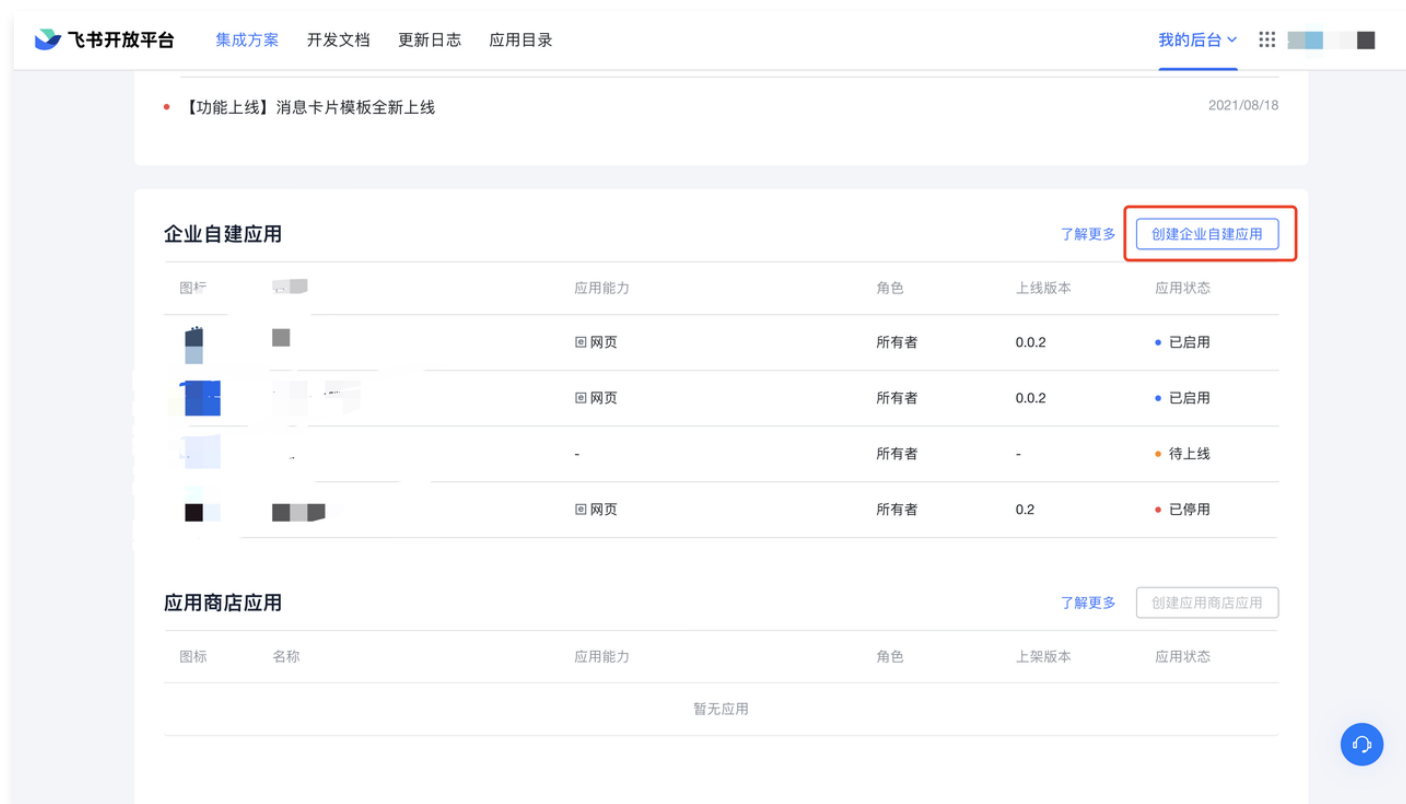 飞书开放平台 集成方案 开发文档 更新日志 应用目录 我的后台
【功能上线】消息卡片模板全新上线 2021/08/18
企业自建应用 了解更多 创建企业自建应用
图标 应用能力 角色 上线版本 应用状态
网页 所有者 0.0.2 已启用
网页 所有者 0.0.2 已启用
- 所有者 - 待上线
网页 所有者 0.2 已停用
应用商店应用 了解更多 创建应用商店应用
图标 名称 应用能力 角色 上架版本 应用状态
暂无应用